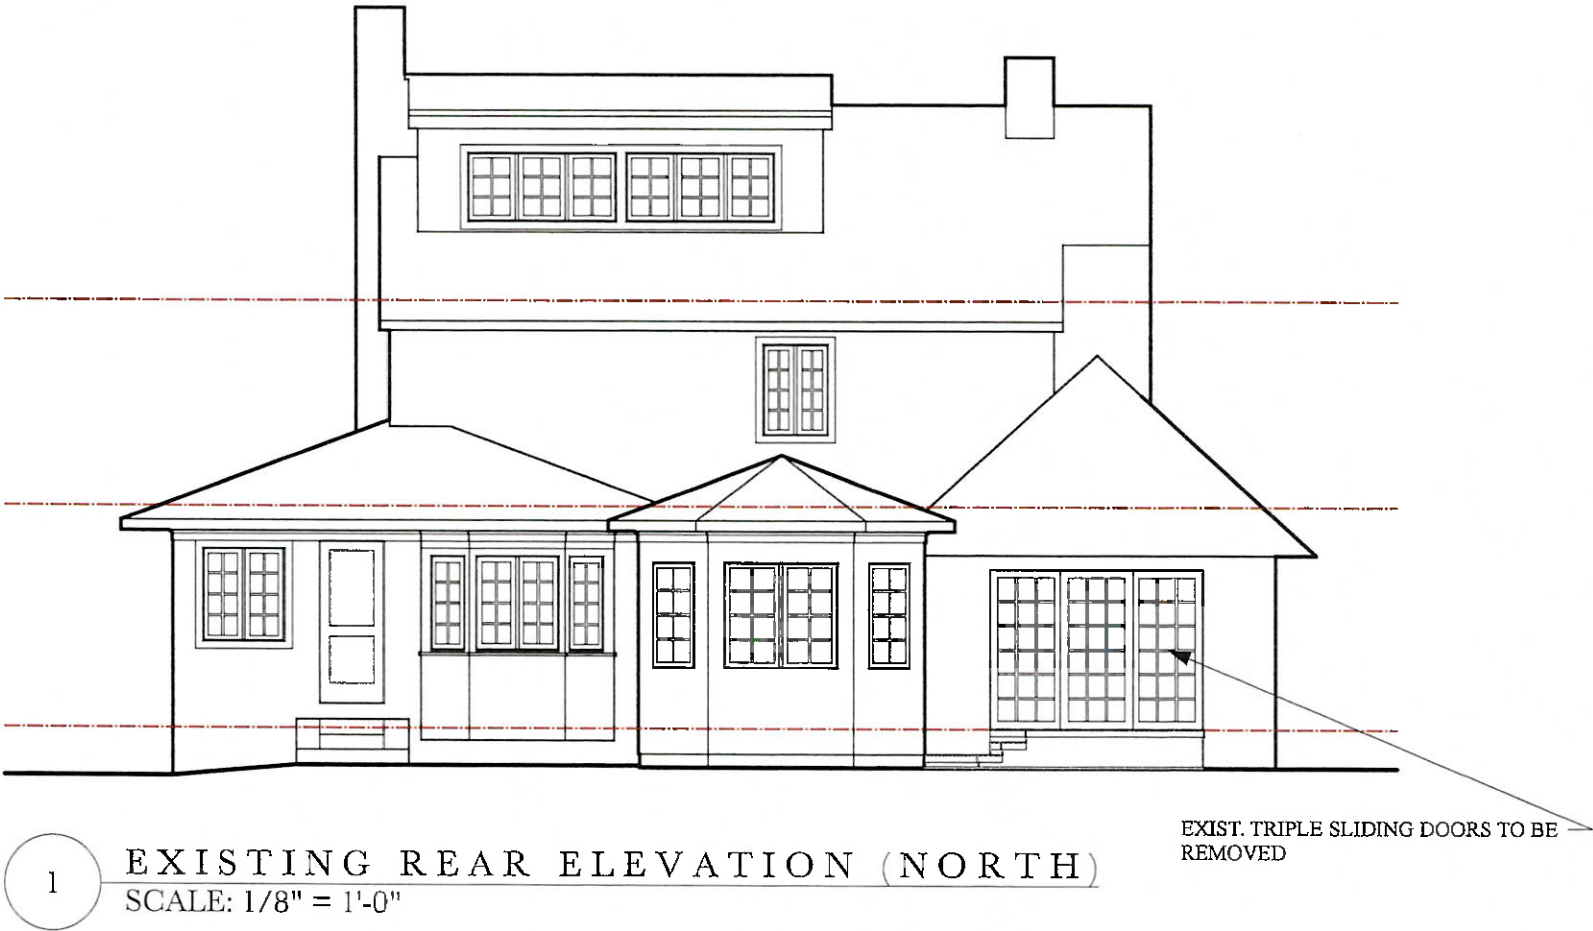 EXIST. TRIPLE SLIDING DOORS TO BE
REMOVED
1
EXISTING REAR ELEVATION (NORTH)
SCALE: 1/8" = 1'-0"